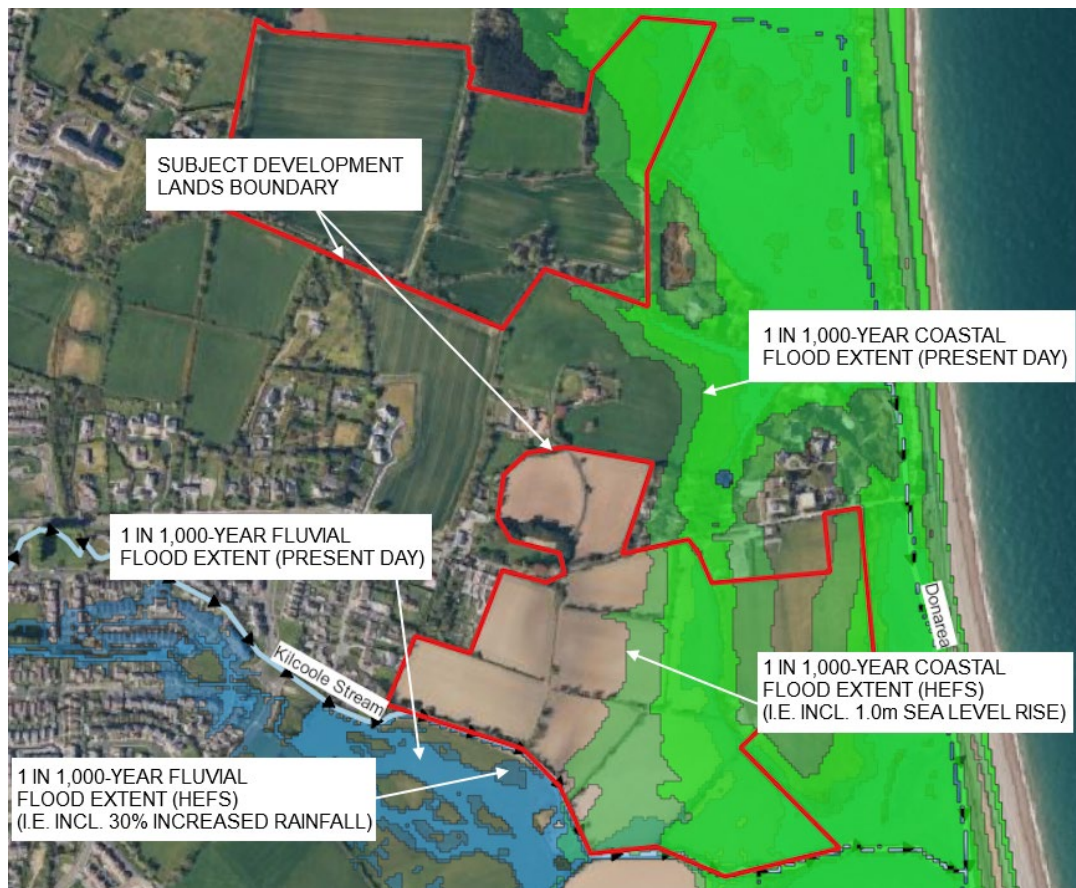 SUBJECT DEVELOPMENT
LANDS BOUNDARY
1 IN 1,000-YEAR COASTAL
FLOOD EXTENT (PRESENT DAY)
1 IN 1,000-YEAR FLUVIAL
FLOOD EXTENT (PRESENT DAY)
Donarea
Kilcoole Stream
1 IN 1,000-YEAR COASTAL
FLOOD EXTENT (HEFS)
(I.E. INCL. 1.0m SEA LEVEL RISE)
1 IN 1,000-YEAR FLUVIAL
FLOOD EXTENT (HEFS)
(I.E. INCL. 30% INCREASED RAINFALL)